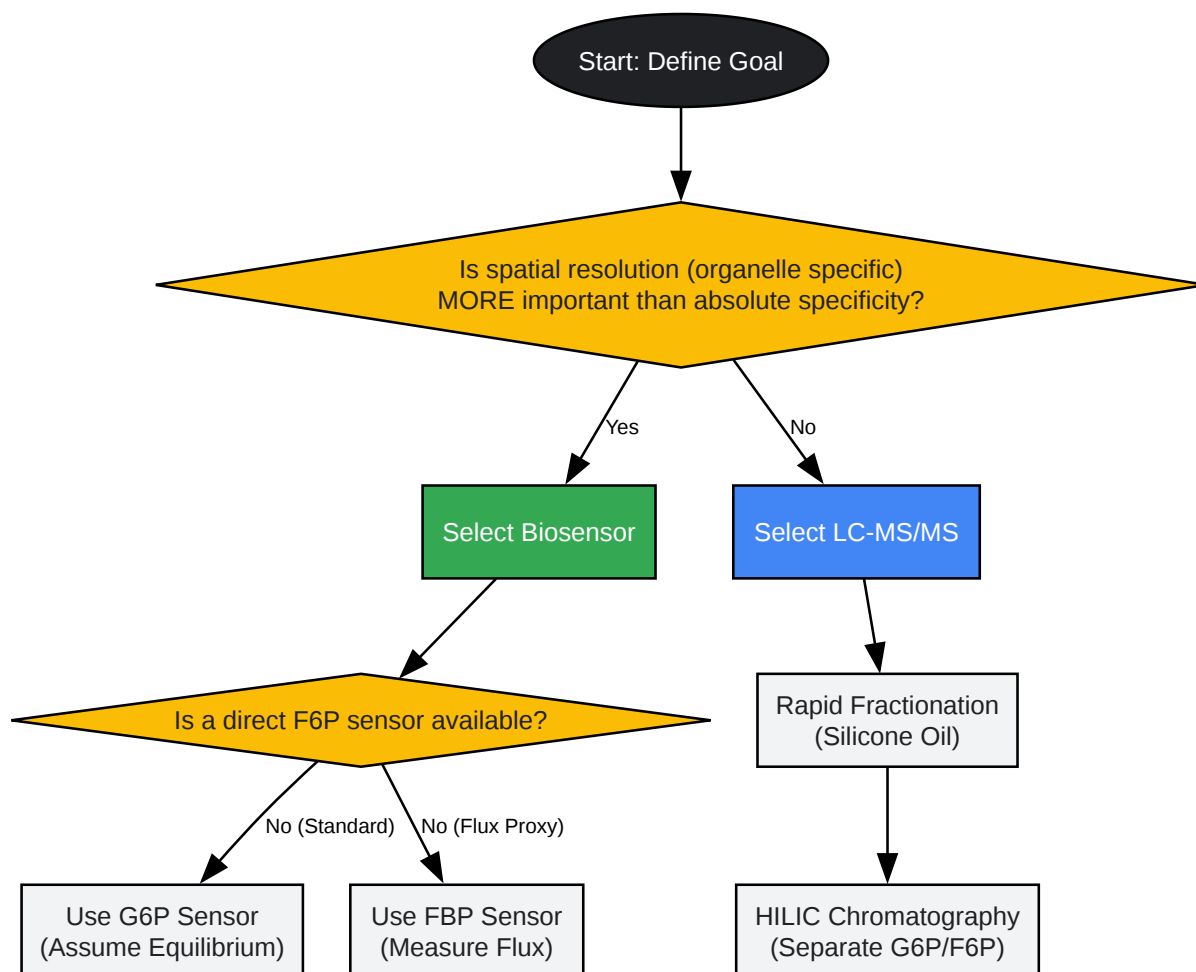 Start: Define Goal
Is spatial resolution (organelle specific)
MORE important than absolute specificity?
Yes
No
Select Biosensor
Select LC-MS/MS
Is a direct F6P sensor available?
Rapid Fractionation
(Silicone Oil)
No (Standard)
No (Flux Proxy)
Use G6P Sensor
(Assume Equilibrium)
Use FBP Sensor
(Measure Flux)
HILIC Chromatography
(Separate G6P/F6P)